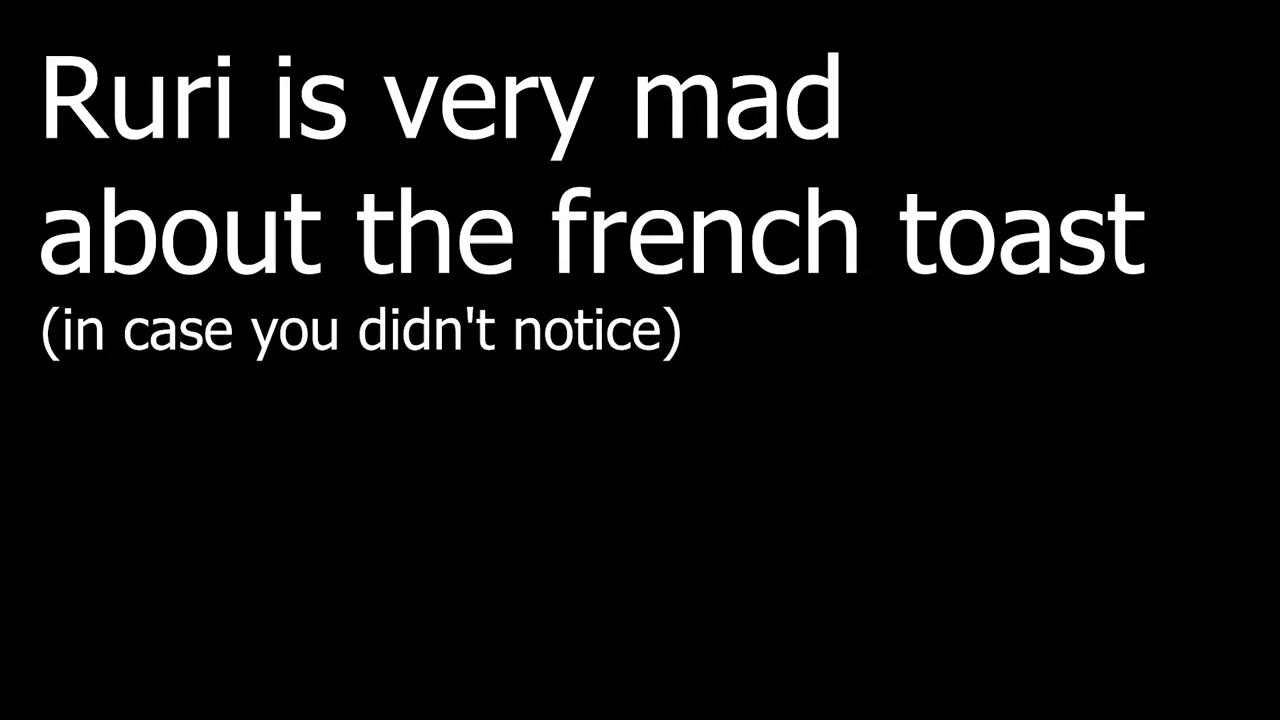 Ruri is very mad
about the french toast
(in case you didn't notice)